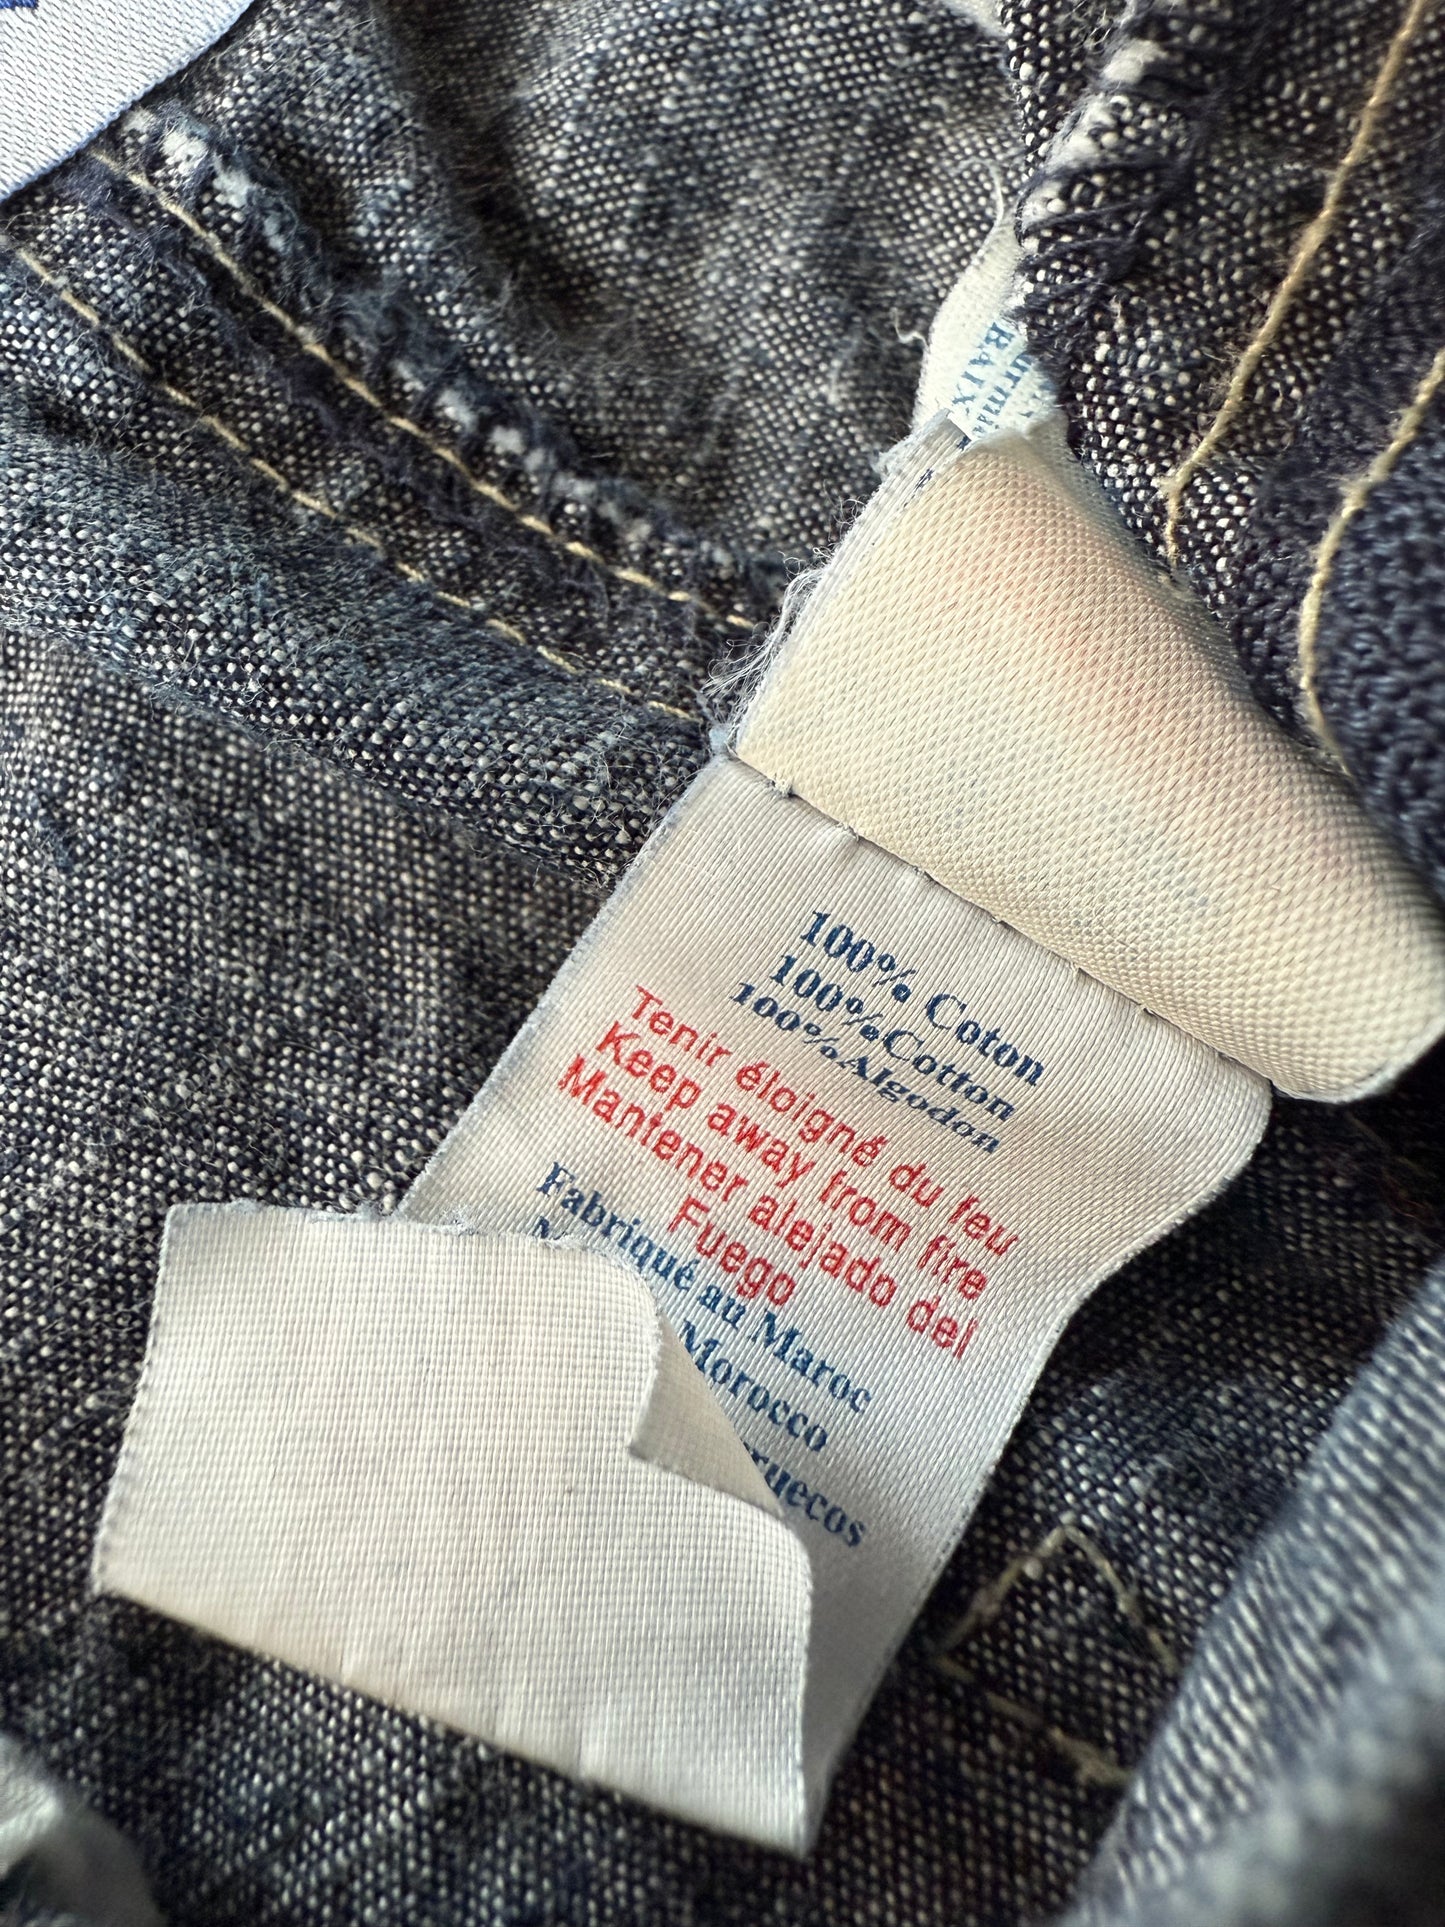 100% Coton
100%Cotton
100%Algodon
Tenir éloigné du feu
Keep away from fire
Mantener alejado del
Fuego
Fabriqué au Maroc
Morocco